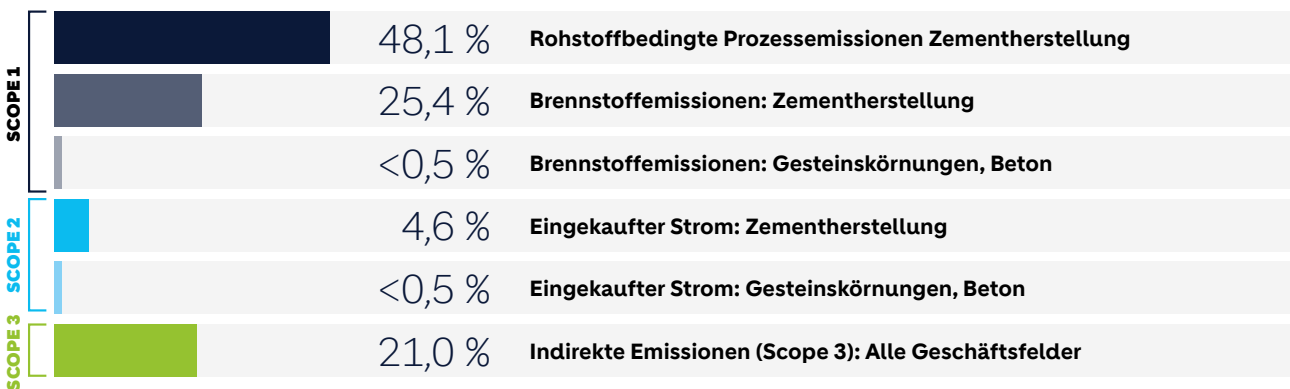 SCOPE 1
48,1 % Rohstoffbedingte Prozessemissionen Zementherstellung
25,4 % Brennstoffemissionen: Zementherstellung
<0,5 % Brennstoffemissionen: Gesteinskörnungen, Beton
SCOPE 2
4,6 % Eingekaufter Strom: Zementherstellung
<0,5 % Eingekaufter Strom: Gesteinskörnungen, Beton
SCOPE 3
21,0 % Indirekte Emissionen (Scope 3): Alle Geschäftsfelder